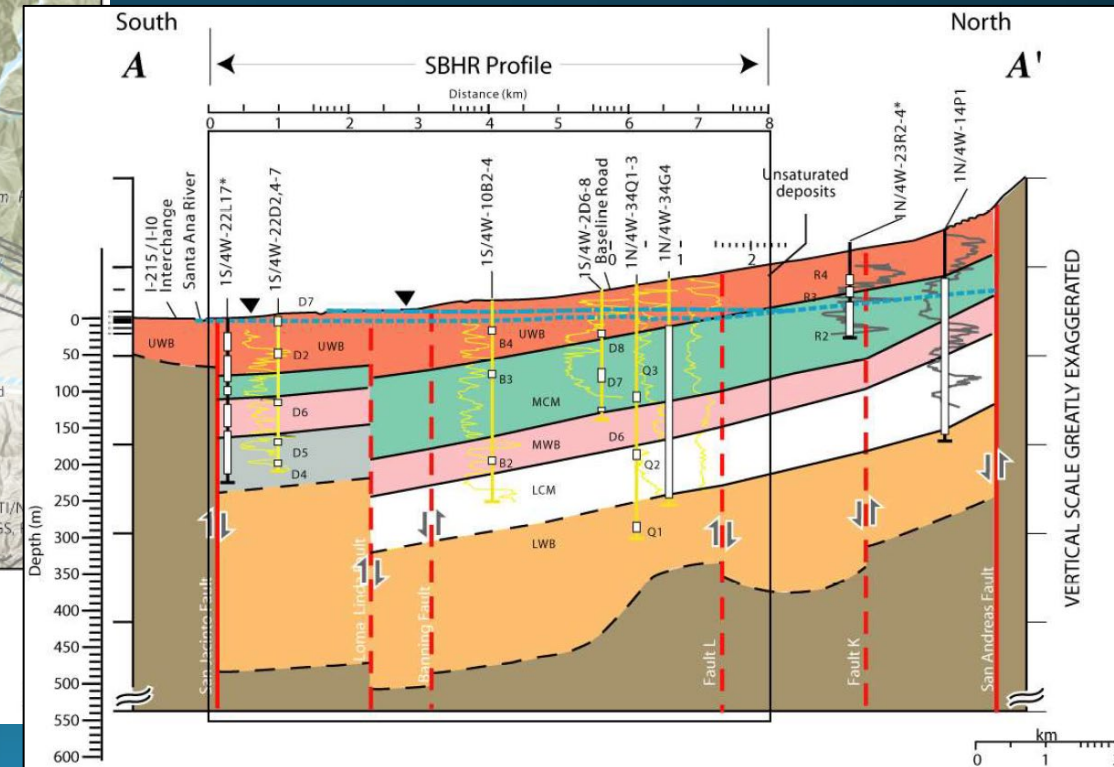 South
North
A
A'
SBHR Profile
Distance (km)
0 1 2 3 4 5 6 7 8
I-215 / I-10
Interchange
Santa Ana River
1S/4W-22L17*
1S/4W-22D2,4-7
1S/4W-10B2-4
1S/4W-2D6-8
Baseline Road
1N/4W-34Q1-3
1N/4W-34G4
Unsaturated
deposits
1N/4W-23R2-4*
1N/4W-14P1
0 1 2
D7
R4
R3
R2
UWB
UWB
UWB
D2
B4
D8
B3
D7
Q3
MCM
D6
MWB
D6
D5
B2
Q2
D4
LCM
LWB
Q1
Depth (m)
0
50
100
150
200
250
300
350
400
450
500
550
600
San Jacinto Fault
Loma Linda Fault
Banning Fault
Fault L
Fault K
San Andreas Fault
VERTICAL SCALE GREATLY EXAGGERATED
km
0 1